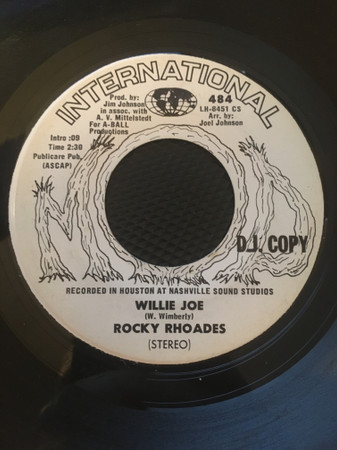 INTERNATIONAL
Prod. by:
Jim Johnson
in assoc. with
A. V. Mittelstedt
For A-BALL
Productions
484
LH-8451 CS
Arr. by:
Joel Johnson
Intro :09
Time 2:30
Publicare Pub.
(ASCAP)
D.J. COPY
RECORDED IN HOUSTON AT NASHVILLE SOUND STUDIOS
WILLIE JOE
(W. Wimberly)
ROCKY RHOADES
(STEREO)